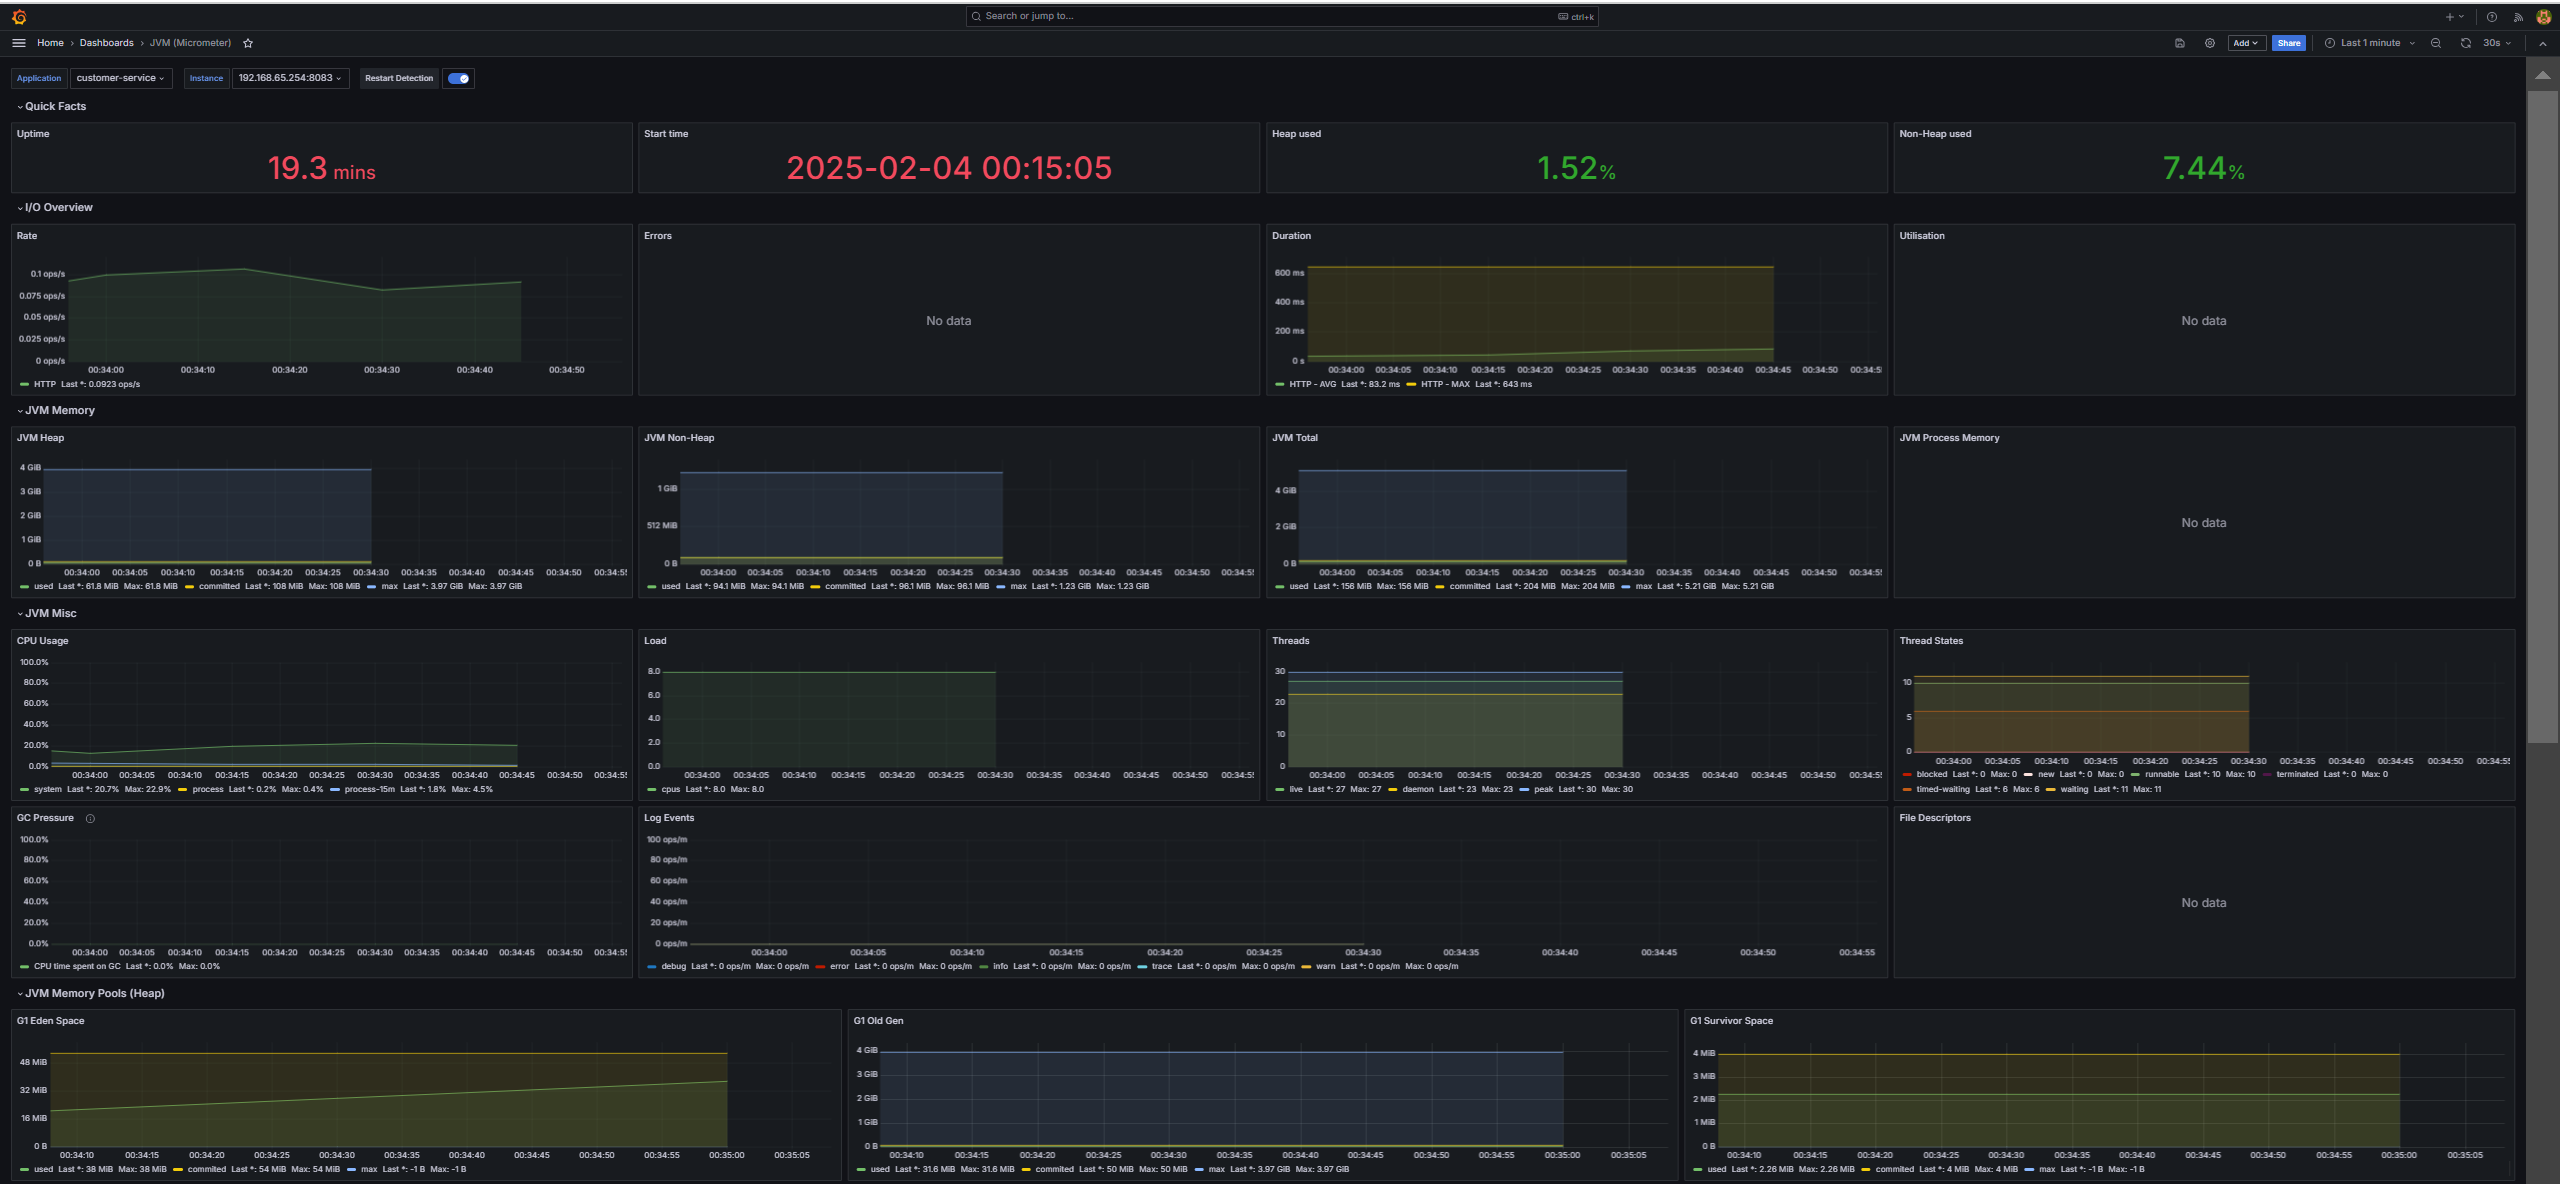 Search or jump to...
ctrl+k
Home › Dashboards › JVM (Micrometer)
Add
Share
Last 1 minute
30s
Application
customer-service
Instance
192.168.65.254:8083
Restart Detection
Quick Facts
Uptime
19.3 mins
Start time
2025-02-04 00:15:05
Heap used
1.52%
Non-Heap used
7.44%
I/O Overview
Rate
0.1 ops/s
0.075 ops/s
0.05 ops/s
0.025 ops/s
0 ops/s
00:34:00 00:34:10 00:34:20 00:34:30 00:34:40 00:34:50
HTTP Last *: 0.0923 ops/s
Errors
No data
Duration
600 ms
400 ms
200 ms
0 s
00:34:00 00:34:05 00:34:10 00:34:15 00:34:20 00:34:25 00:34:30 00:34:35 00:34:40 00:34:45 00:34:50
HTTP - AVG Last *: 83.2 ms HTTP - MAX Last *: 643 ms
Utilisation
No data
JVM Memory
JVM Heap
4 GiB
3 GiB
2 GiB
1 GiB
0 B
00:34:00 00:34:05 00:34:10 00:34:15 00:34:20 00:34:25 00:34:30 00:34:35 00:34:40 00:34:45 00:34:50
used Last *: 61.8 MiB Max: 61.8 MiB committed Last *: 108 MiB Max: 108 MiB max Last *: 3.97 GiB Max: 3.97 GiB
JVM Non-Heap
1 GiB
512 MiB
0 B
00:34:00 00:34:05 00:34:10 00:34:15 00:34:20 00:34:25 00:34:30 00:34:35 00:34:40 00:34:45 00:34:50
used Last *: 94.1 MiB Max: 94.1 MiB committed Last *: 96.1 MiB Max: 96.1 MiB max Last *: 1.23 GiB Max: 1.23 GiB
JVM Total
4 GiB
2 GiB
0 B
00:34:00 00:34:05 00:34:10 00:34:15 00:34:20 00:34:25 00:34:30 00:34:35 00:34:40 00:34:45 00:34:50
used Last *: 156 MiB Max: 156 MiB committed Last *: 204 MiB Max: 204 MiB max Last *: 5.21 GiB Max: 5.21 GiB
JVM Process Memory
No data
JVM Misc
CPU Usage
100.0%
80.0%
60.0%
40.0%
20.0%
0.0%
00:34:00 00:34:05 00:34:10 00:34:15 00:34:20 00:34:25 00:34:30 00:34:35 00:34:40 00:34:45 00:34:50
system Last *: 20.7% Max: 22.9% process Last *: 0.2% Max: 0.4% process-15m Last *: 1.8% Max: 4.5%
Load
8.0
6.0
4.0
2.0
0.0
00:34:00 00:34:05 00:34:10 00:34:15 00:34:20 00:34:25 00:34:30 00:34:35 00:34:40 00:34:45 00:34:50
cpus Last *: 8.0 Max: 8.0
Threads
30
20
10
0
00:34:00 00:34:05 00:34:10 00:34:15 00:34:20 00:34:25 00:34:30 00:34:35 00:34:40 00:34:45 00:34:50
live Last *: 27 Max: 27 daemon Last *: 23 Max: 23 peak Last *: 30 Max: 30
Thread States
10
5
0
00:34:00 00:34:05 00:34:10 00:34:15 00:34:20 00:34:25 00:34:30 00:34:35 00:34:40 00:34:45 00:34:50
blocked Last *: 0 Max: 0 new Last *: 0 Max: 0 runnable Last *: 10 Max: 10 terminated Last *: 0 Max: 0
timed-waiting Last *: 6 Max: 6 waiting Last *: 11 Max: 11
GC Pressure
100.0%
80.0%
60.0%
40.0%
20.0%
0.0%
00:34:00 00:34:05 00:34:10 00:34:15 00:34:20 00:34:25 00:34:30 00:34:35 00:34:40 00:34:45 00:34:50
CPU time spent on GC Last *: 0.0% Max: 0.0%
Log Events
100 ops/m
80 ops/m
60 ops/m
40 ops/m
20 ops/m
0 ops/m
00:34:00 00:34:05 00:34:10 00:34:15 00:34:20 00:34:25 00:34:30 00:34:35 00:34:40 00:34:45 00:34:50 00:34:55
debug Last *: 0 ops/m Max: 0 ops/m error Last *: 0 ops/m Max: 0 ops/m info Last *: 0 ops/m Max: 0 ops/m trace Last *: 0 ops/m Max: 0 ops/m warn Last *: 0 ops/m Max: 0 ops/m
File Descriptors
No data
JVM Memory Pools (Heap)
G1 Eden Space
48 MiB
32 MiB
16 MiB
0 B
00:34:10 00:34:15 00:34:20 00:34:25 00:34:30 00:34:35 00:34:40 00:34:45 00:34:50 00:34:55 00:35:00 00:35:05
used Last *: 38 MiB Max: 38 MiB commited Last *: 54 MiB Max: 54 MiB max Last *: -1 B Max: -1 B
G1 Old Gen
4 GiB
3 GiB
2 GiB
1 GiB
0 B
00:34:10 00:34:15 00:34:20 00:34:25 00:34:30 00:34:35 00:34:40 00:34:45 00:34:50 00:34:55 00:35:00 00:35:05
used Last *: 31.6 MiB Max: 31.6 MiB commited Last *: 50 MiB Max: 50 MiB max Last *: 3.97 GiB Max: 3.97 GiB
G1 Survivor Space
4 MiB
3 MiB
2 MiB
1 MiB
0 B
00:34:10 00:34:15 00:34:20 00:34:25 00:34:30 00:34:35 00:34:40 00:34:45 00:34:50 00:34:55 00:35:00 00:35:05
used Last *: 2.26 MiB Max: 2.26 MiB commited Last *: 4 MiB Max: 4 MiB max Last *: -1 B Max: -1 B